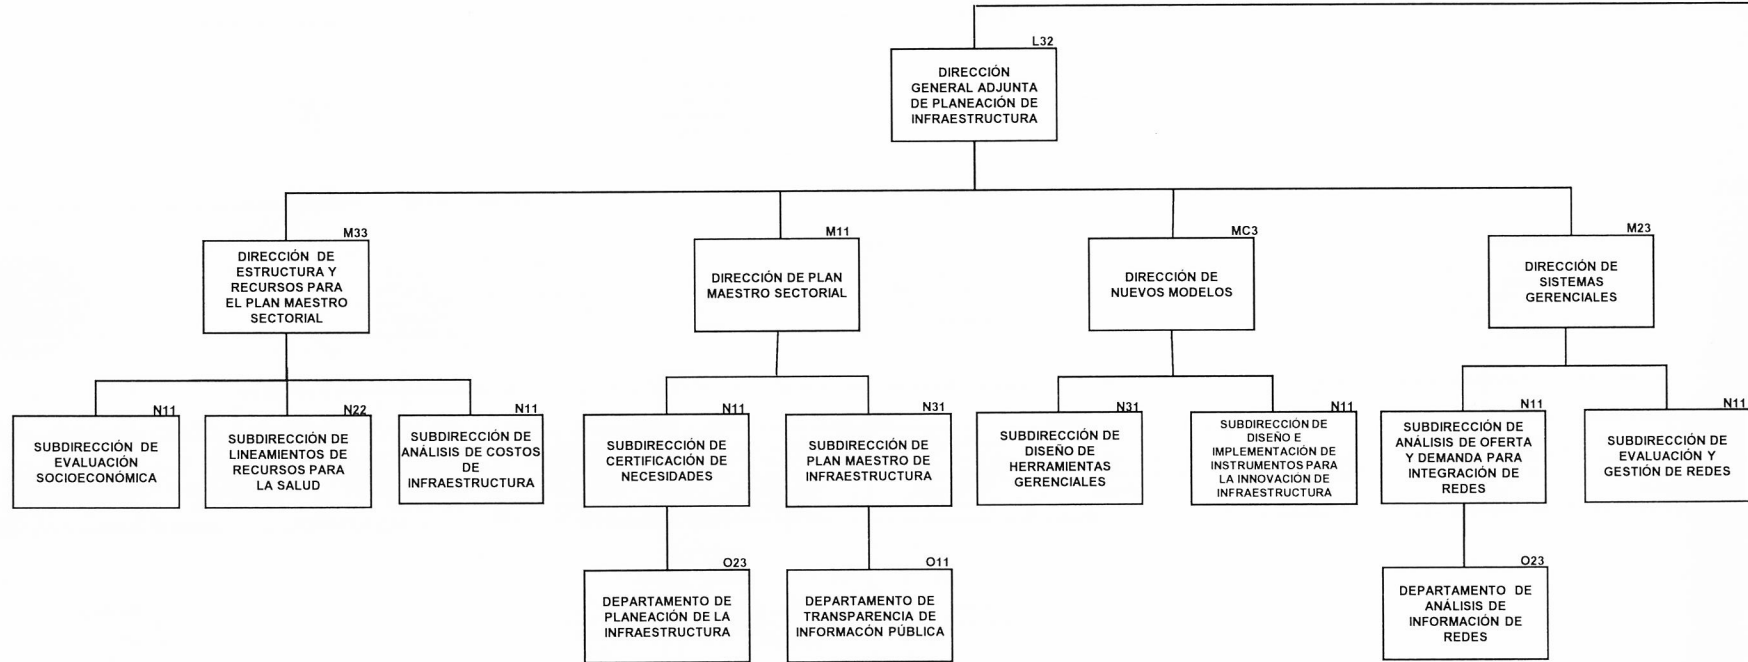 L32
DIRECCIÓN
GENERAL ADJUNTA
DE PLANEACIÓN DE
INFRAESTRUCTURA
M33
DIRECCIÓN DE
ESTRUCTURA Y
RECURSOS PARA
EL PLAN MAESTRO
SECTORIAL
M11
DIRECCIÓN DE PLAN
MAESTRO SECTORIAL
MC3
DIRECCIÓN DE
NUEVOS MODELOS
M23
DIRECCIÓN DE
SISTEMAS
GERENCIALES
N11
SUBDIRECCIÓN DE
EVALUACIÓN
SOCIOECONÓMICA
N22
SUBDIRECCIÓN DE
LINEAMIENTOS DE
RECURSOS PARA
LA SALUD
N11
SUBDIRECCIÓN DE
ANÁLISIS DE COSTOS
DE
INFRAESTRUCTURA
N11
SUBDIRECCIÓN DE
CERTIFICACIÓN DE
NECESIDADES
N31
SUBDIRECCIÓN DE
PLAN MAESTRO DE
INFRAESTRUCTURA
N31
SUBDIRECCIÓN DE
DISEÑO DE
HERRAMIENTAS
GERENCIALES
N11
SUBDIRECCIÓN DE
DISEÑO E
IMPLEMENTACIÓN DE
INSTRUMENTOS PARA
LA INNOVACIÓN DE
INFRAESTRUCTURA
N11
SUBDIRECCIÓN DE
ANÁLISIS DE OFERTA
Y DEMANDA PARA
INTEGRACIÓN DE
REDES
N11
SUBDIRECCIÓN DE
EVALUACIÓN Y
GESTIÓN DE REDES
O23
DEPARTAMENTO DE
PLANEACIÓN DE LA
INFRAESTRUCTURA
O11
DEPARTAMENTO DE
TRANSPARENCIA DE
INFORMACÓN PÚBLICA
O23
DEPARTAMENTO DE
ANÁLISIS DE
INFORMACIÓN DE
REDES